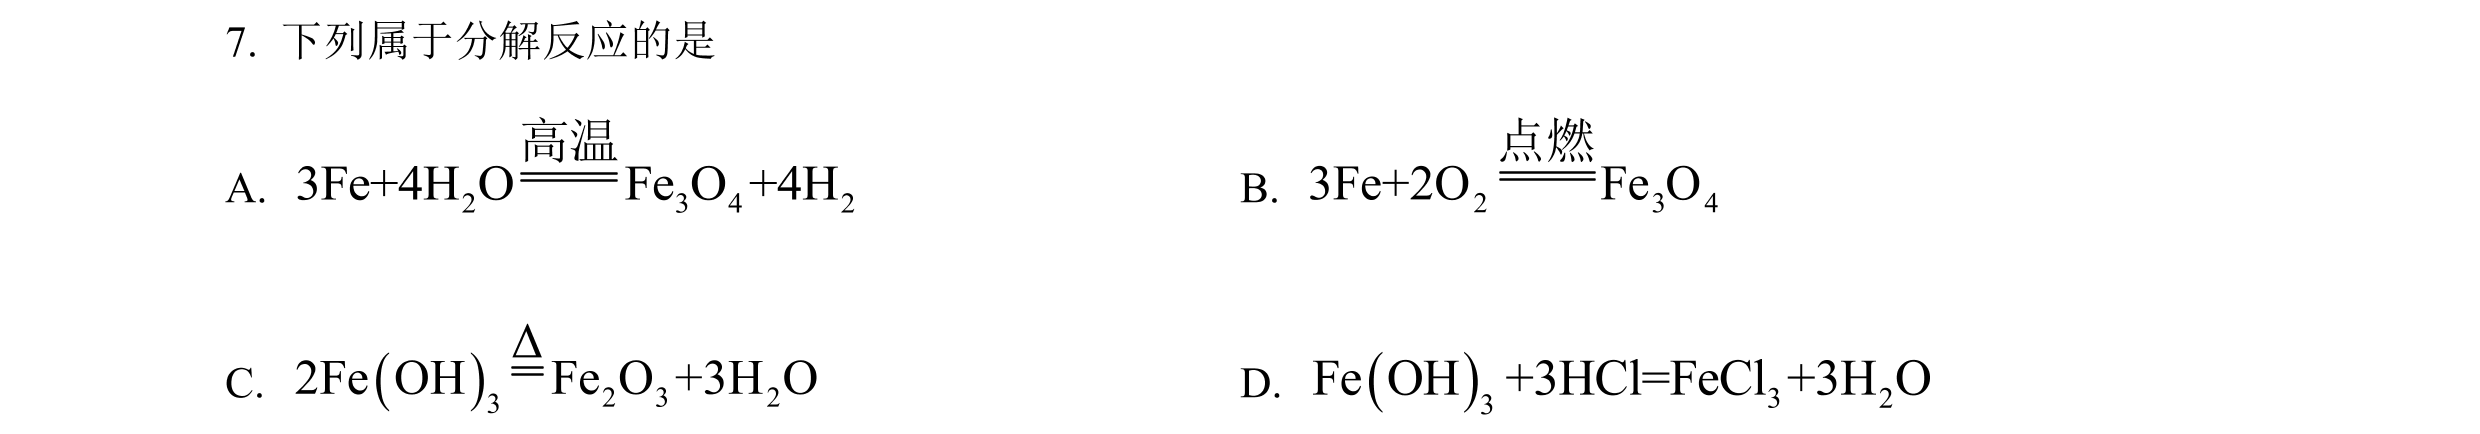 7. 下列属于分解反应的是
A. 3Fe+4H₂O 高温 ══ Fe₃O₄+4H₂
B. 3Fe+2O₂ 点燃 ══ Fe₃O₄
C. 2Fe(OH)₃ Δ = Fe₂O₃+3H₂O
D. Fe(OH)₃+3HCl=FeCl₃+3H₂O